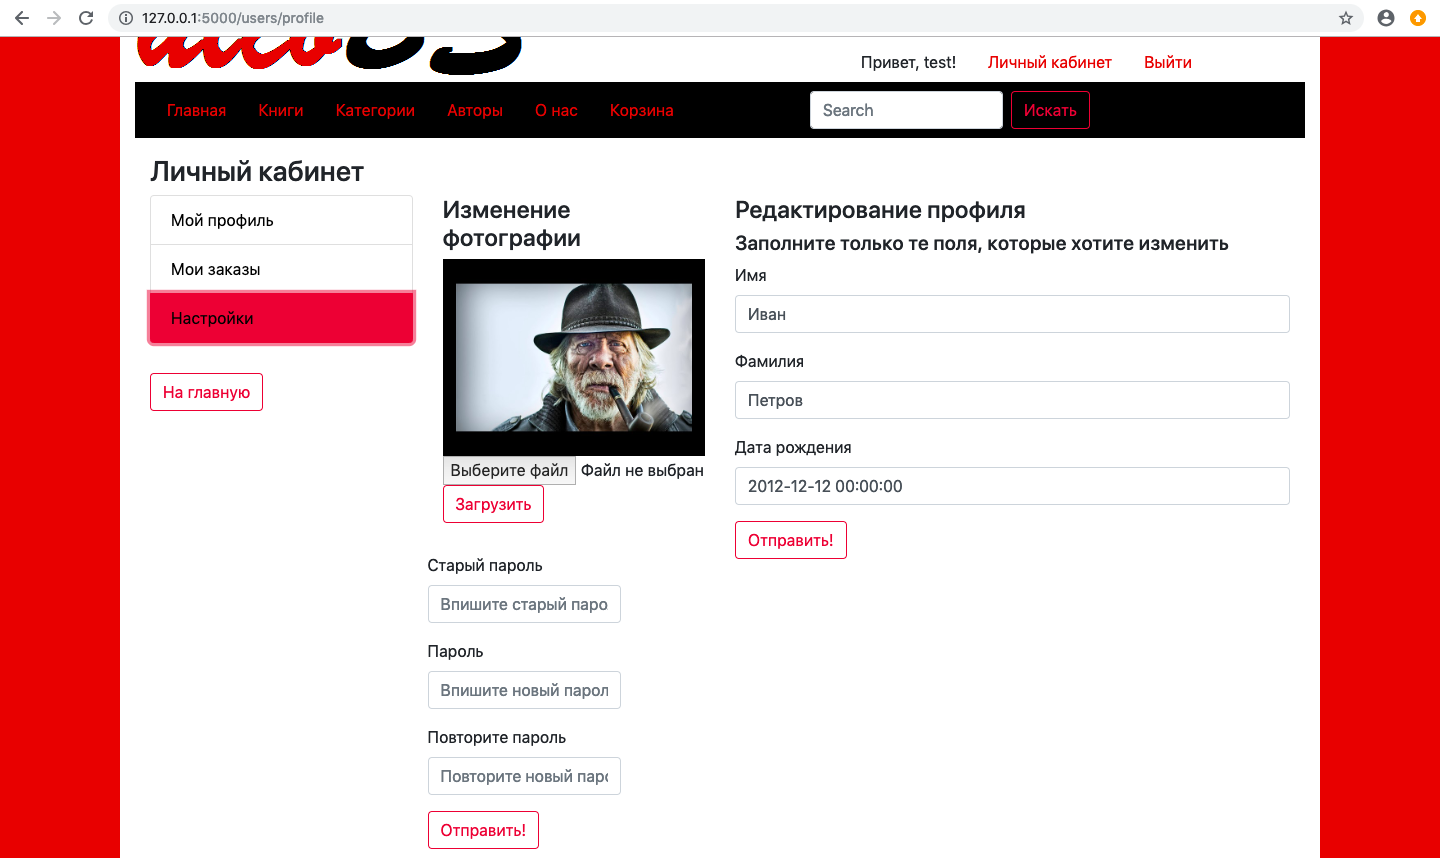 127.0.0.1:5000/users/profile
Привет, test!
Личный кабинет
Выйти
Главная
Книги
Категории
Авторы
О нас
Корзина
Search
Искать
Личный кабинет
Мой профиль
Мои заказы
Настройки
На главную
Изменение
фотографии
Выберите файл Файл не выбран
Загрузить
Старый пароль
Впишите старый паро
Пароль
Впишите новый парол
Повторите пароль
Повторите новый паро
Отправить!
Редактирование профиля
Заполните только те поля, которые хотите изменить
Имя
Иван
Фамилия
Петров
Дата рождения
2012-12-12 00:00:00
Отправить!